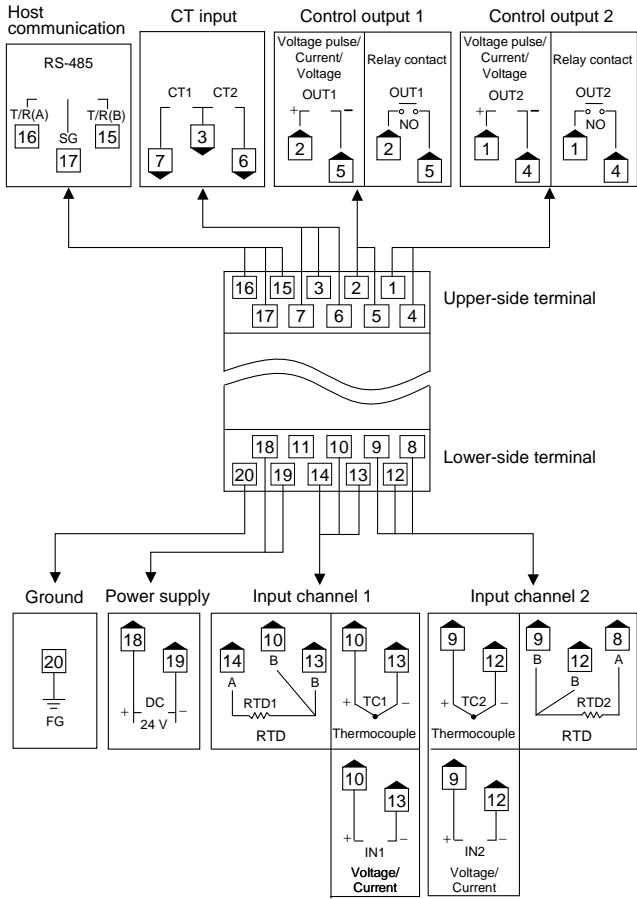 Host
communication
CT input
Control output 1
Control output 2
RS-485
T/R(A)
T/R(B)
16
SG
15
17
CT1 CT2
3
7
6
Voltage pulse/
Current/
Voltage
OUT1
+ −
2
5
Relay contact
OUT1
NO
2
5
Voltage pulse/
Current/
Voltage
OUT2
+ −
1
4
Relay contact
OUT2
NO
1
4
16 15 3 2 1
17 7 6 5 4
Upper-side terminal
18 11 10 9 8
20 19 14 13 12
Lower-side terminal
Ground
Power supply
Input channel 1
Input channel 2
20
FG
18
19
+ DC −
24 V
14 10 13
A B B
RTD1
RTD
10
13
+ TC1 −
Thermocouple
10
13
+ −
IN1
Voltage/
Current
9
12
+ TC2 −
Thermocouple
9 12 8
B B A
RTD2
RTD
9
12
+ −
IN2
Voltage/
Current